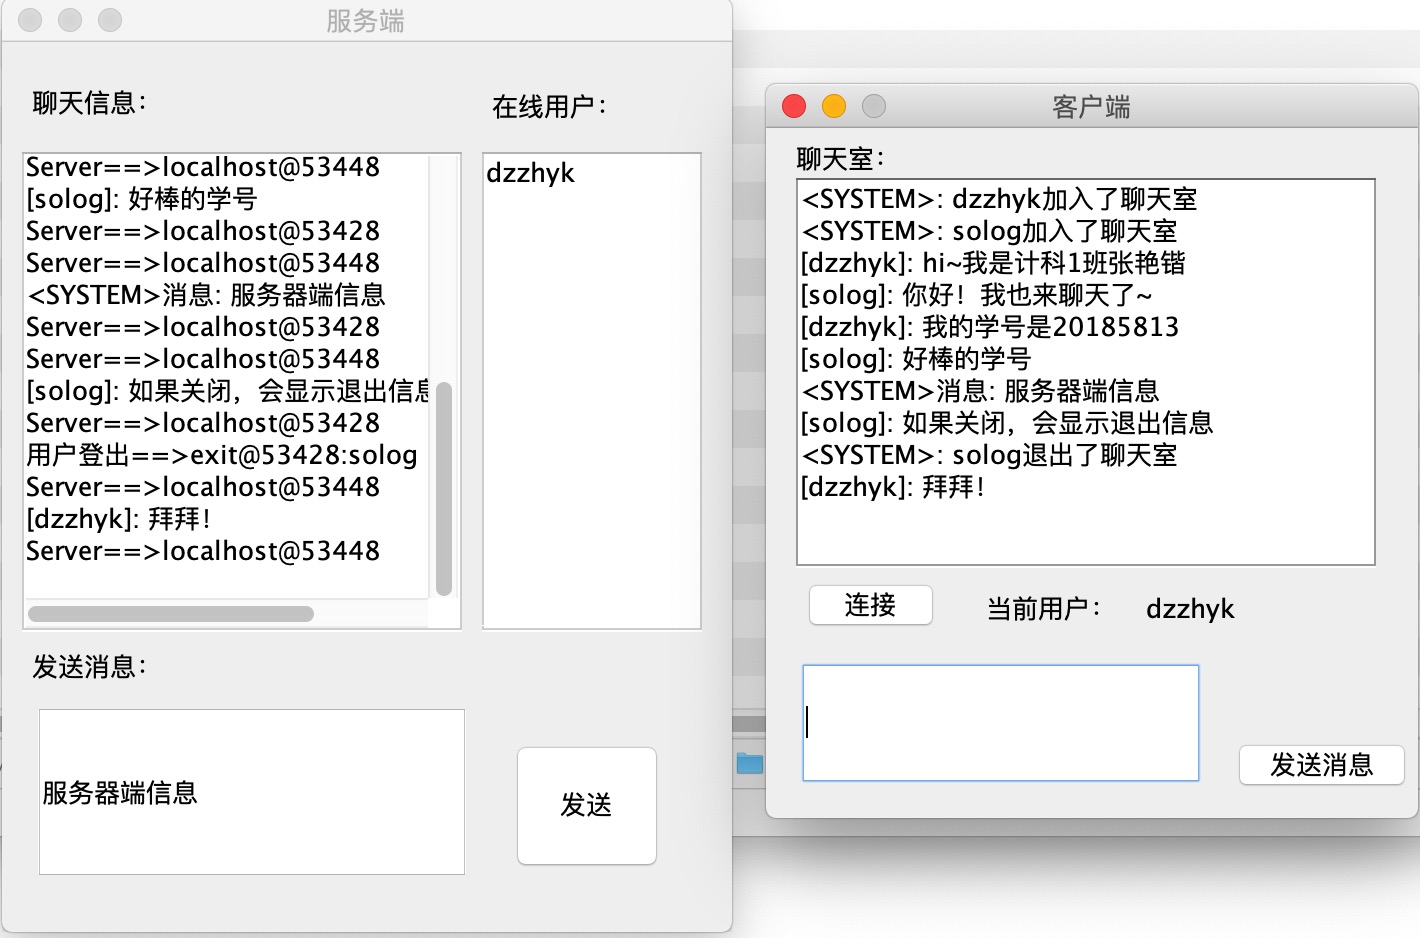 服务端
聊天信息：
在线用户：
Server==>localhost@53448
[solog]: 好棒的学号
Server==>localhost@53428
Server==>localhost@53448
<SYSTEM>消息: 服务器端信息
Server==>localhost@53428
Server==>localhost@53448
[solog]: 如果关闭，会显示退出信息
Server==>localhost@53428
用户登出==>exit@53428:solog
Server==>localhost@53448
[dzzhyk]: 拜拜！
Server==>localhost@53448
dzzhyk
发送消息：
服务器端信息
发送
客户端
聊天室：
<SYSTEM>: dzzhyk加入了聊天室
<SYSTEM>: solog加入了聊天室
[dzzhyk]: hi~我是计科1班张艳锴
[solog]: 你好！我也来聊天了~
[dzzhyk]: 我的学号是20185813
[solog]: 好棒的学号
<SYSTEM>消息: 服务器端信息
[solog]: 如果关闭，会显示退出信息
<SYSTEM>: solog退出了聊天室
[dzzhyk]: 拜拜！
连接
当前用户：
dzzhyk
发送消息